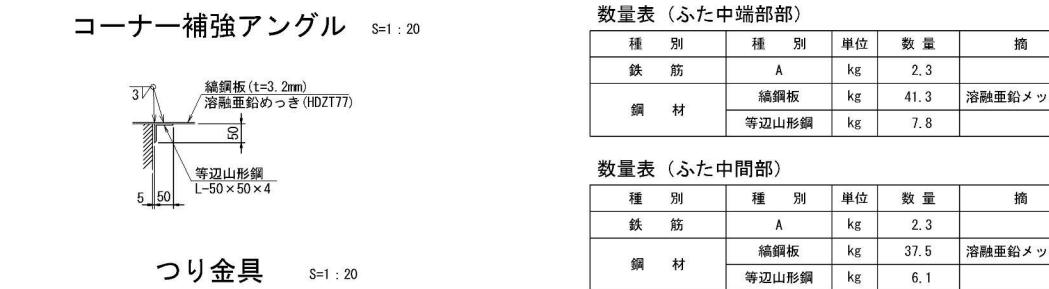 コーナー補強アングル S=1:20
3
縞鋼板(t=3.2mm)
溶融亜鉛めっき(HDZT77)
50
等辺山形鋼
L-50×50×4
5 50
つり金具 S=1:20
数量表(ふた中端部部)
種 別 種 別 単位 数 量 摘
鉄 筋 A kg 2.3
鋼 材 縞鋼板 kg 41.3 溶融亜鉛メッ
等辺山形鋼 kg 7.8
数量表(ふた中間部)
種 別 種 別 単位 数 量 摘
鉄 筋 A kg 2.3
鋼 材 縞鋼板 kg 37.5 溶融亜鉛メッ
等辺山形鋼 kg 6.1